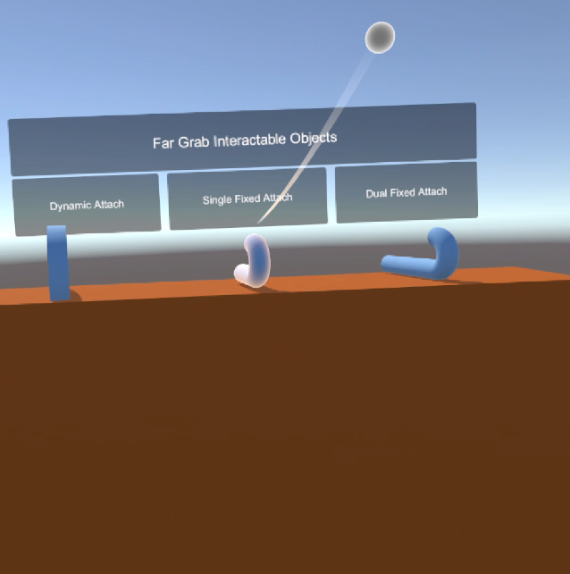 Far Grab Interactable Objects
Dynamic Attach
Single Fixed Attach
Dual Fixed Attach